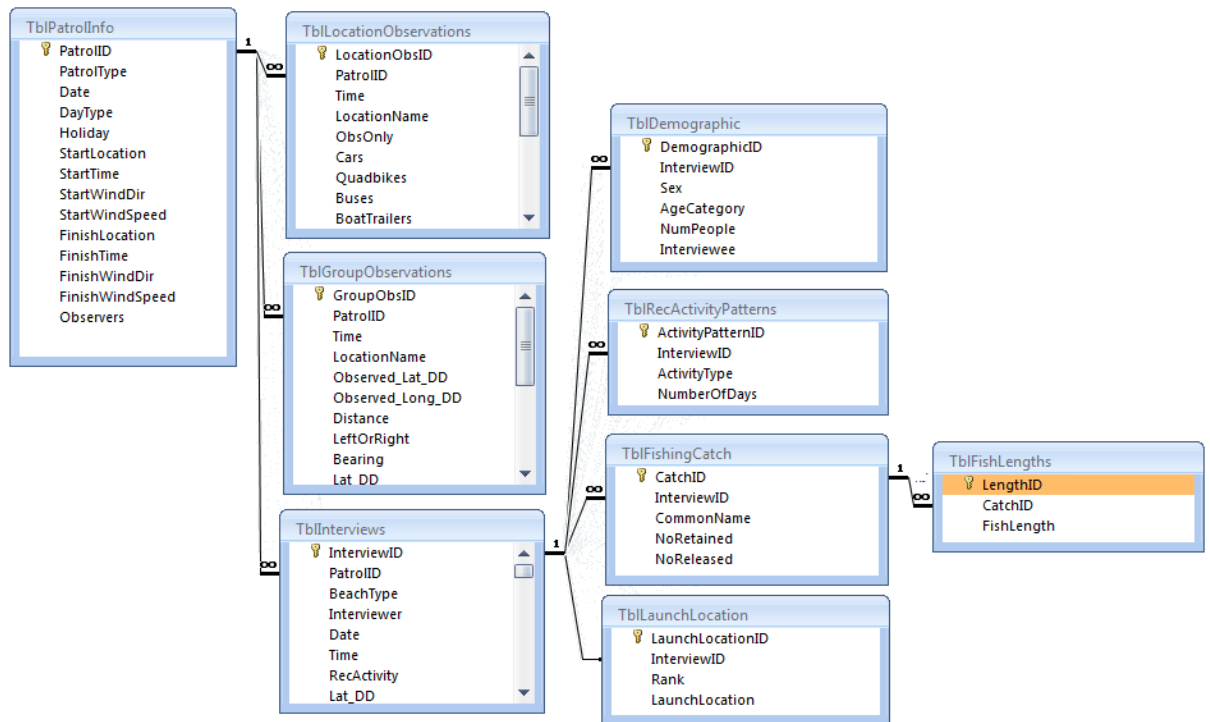 TblPatrolInfo
PatrolID
PatrolType
Date
DayType
Holiday
StartLocation
StartTime
StartWindDir
StartWindSpeed
FinishLocation
FinishTime
FinishWindDir
FinishWindSpeed
Observers
1
∞
∞
∞
TblLocationObservations
LocationObsID
PatrolID
Time
LocationName
ObsOnly
Cars
Quadbikes
Buses
BoatTrailers
TblGroupObservations
GroupObsID
PatrolID
Time
LocationName
Observed_Lat_DD
Observed_Long_DD
Distance
LeftOrRight
Bearing
Lat_DD
TblInterviews
InterviewID
PatrolID
BeachType
Interviewer
Date
Time
RecActivity
Lat_DD
1
∞
∞
∞
TblDemographic
DemographicID
InterviewID
Sex
AgeCategory
NumPeople
Interviewee
TblRecActivityPatterns
ActivityPatternID
InterviewID
ActivityType
NumberOfDays
TblFishingCatch
CatchID
InterviewID
CommonName
NoRetained
NoReleased
1
∞
TblLaunchLocation
LaunchLocationID
InterviewID
Rank
LaunchLocation
TblFishLengths
LengthID
CatchID
FishLength